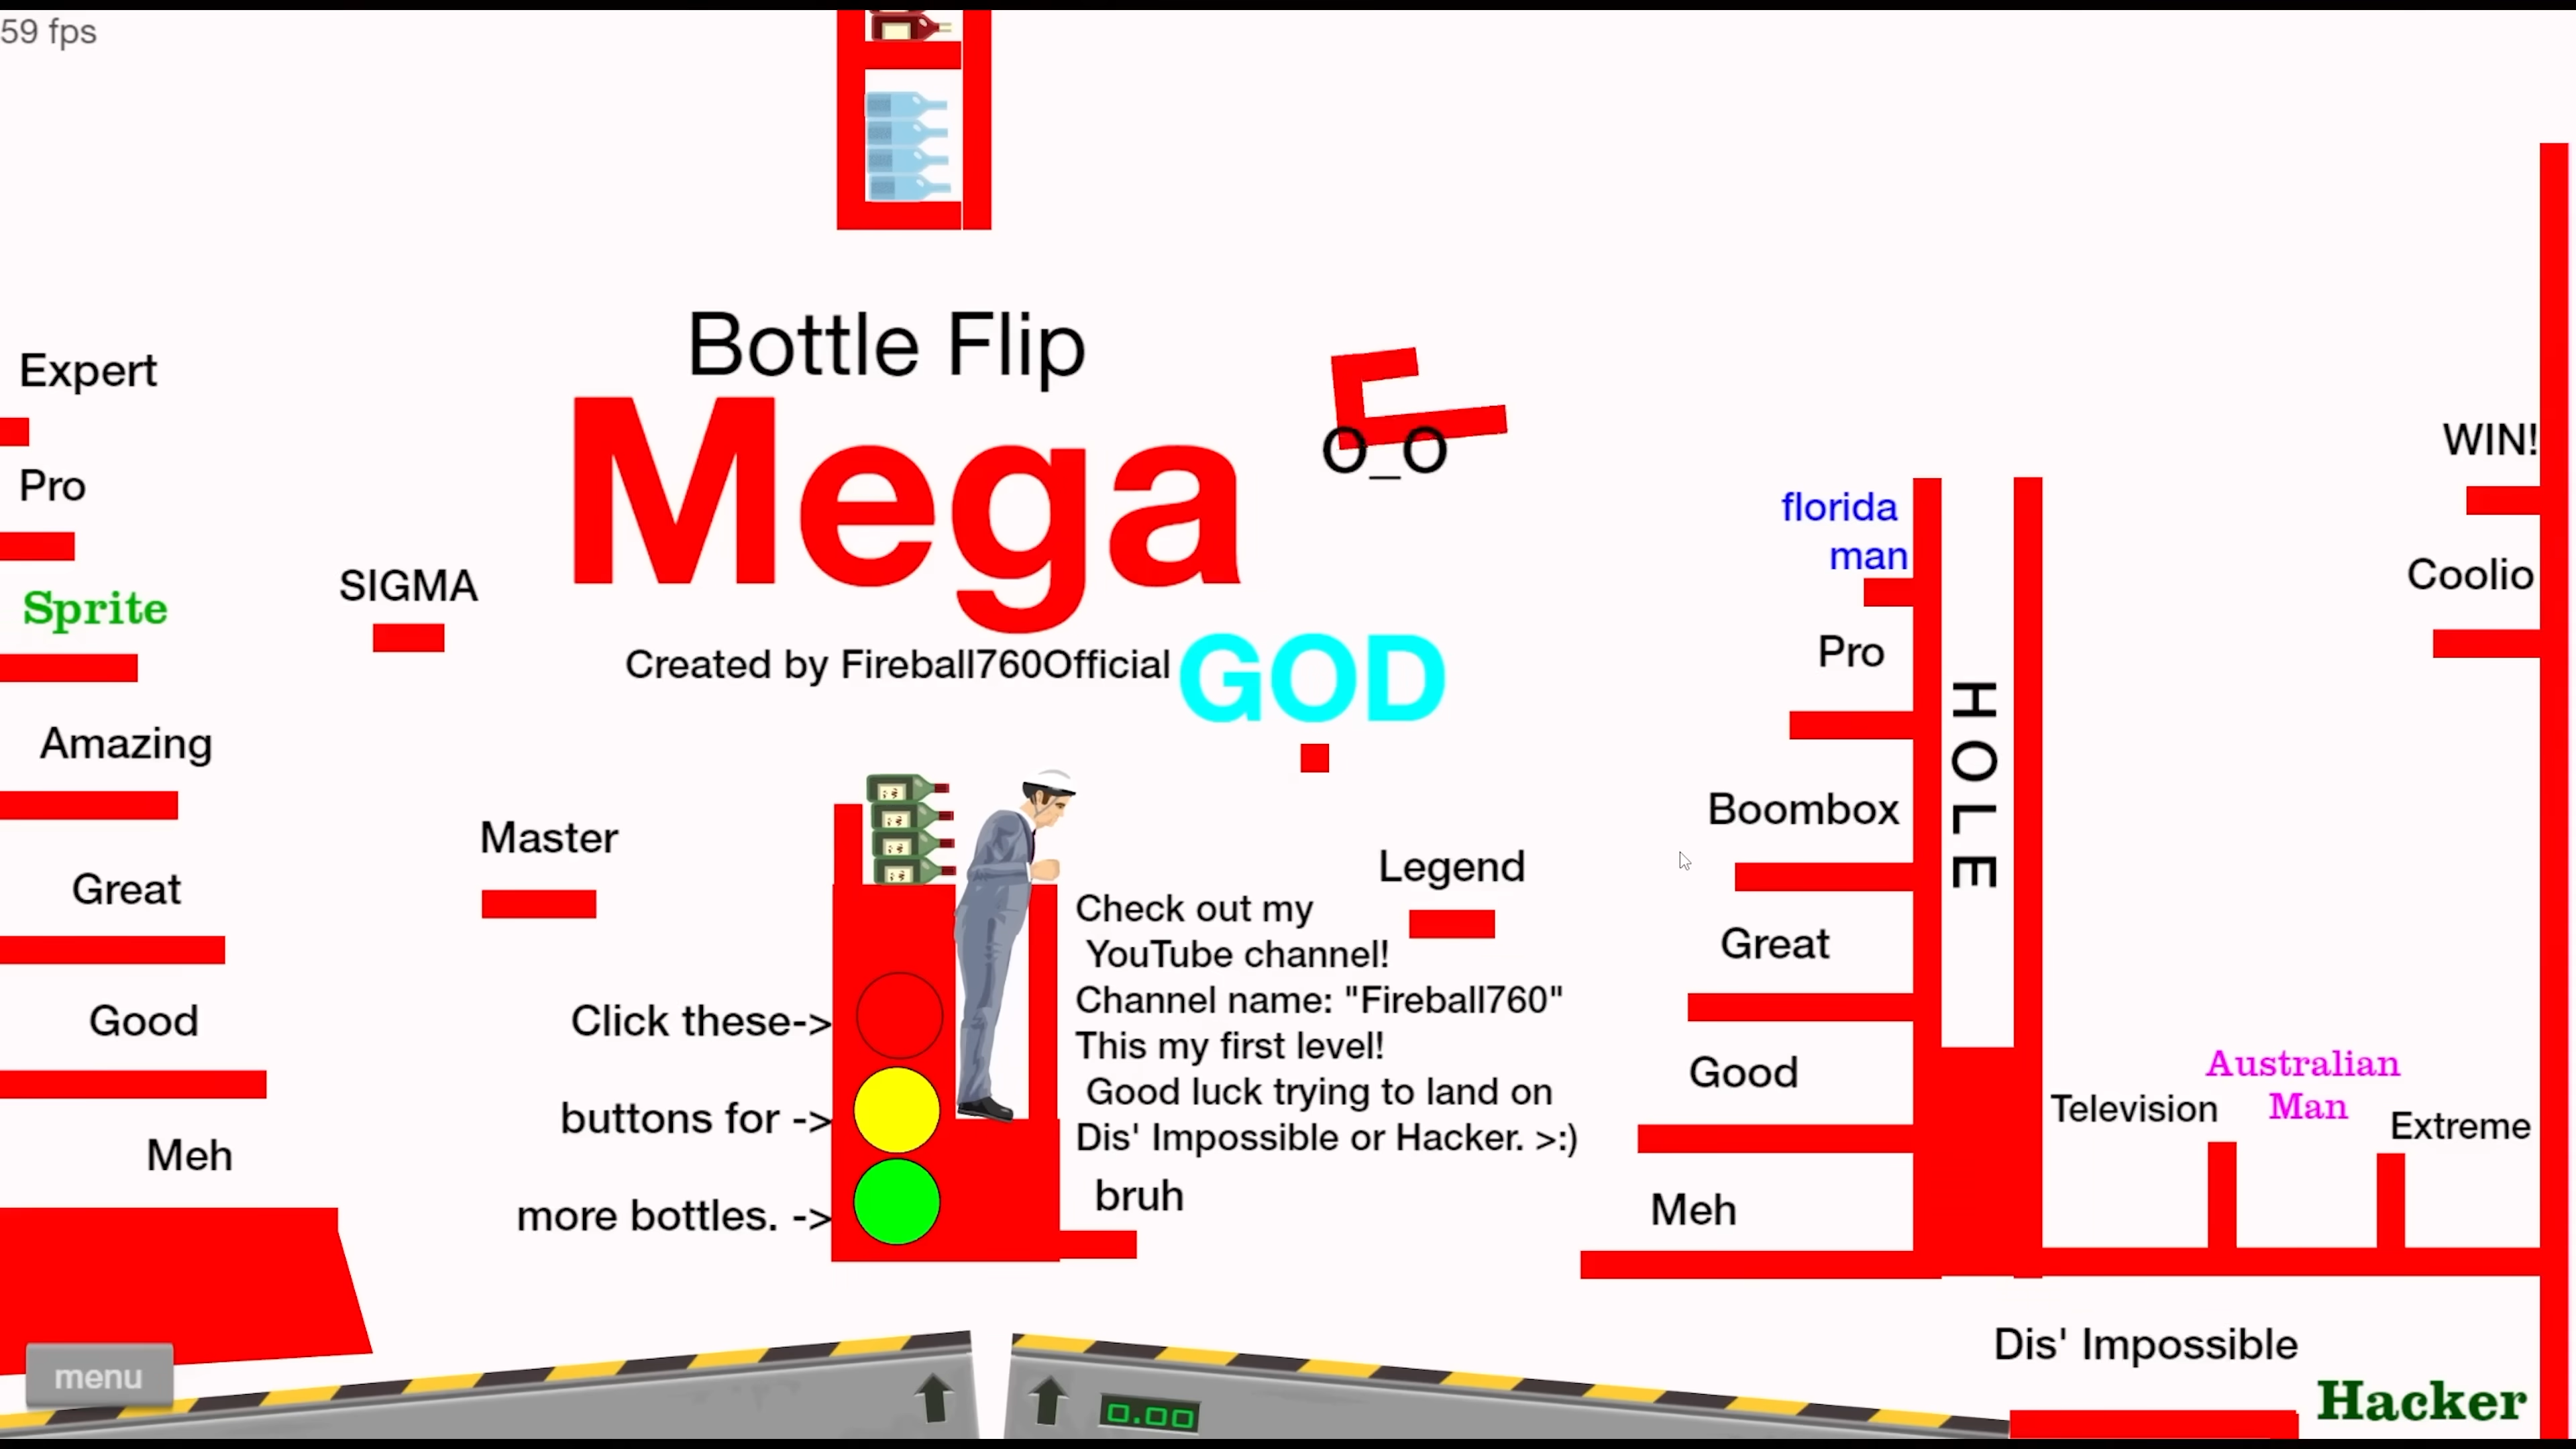 59 fps
Bottle Flip
Mega
O_O
Created by Fireball760Official
GOD
Expert
Pro
Sprite
Amazing
Great
Good
Meh
SIGMA
Master
Click these->
buttons for ->
more bottles. ->
Legend
Check out my
YouTube channel!
Channel name: "Fireball760"
This my first level!
Good luck trying to land on
Dis' Impossible or Hacker. >:)
bruh
florida
man
Pro
Boombox
Great
Good
Meh
HOLE
WIN!
Coolio
Television
Australian
Man
Extreme
Dis' Impossible
Hacker
menu
0.00